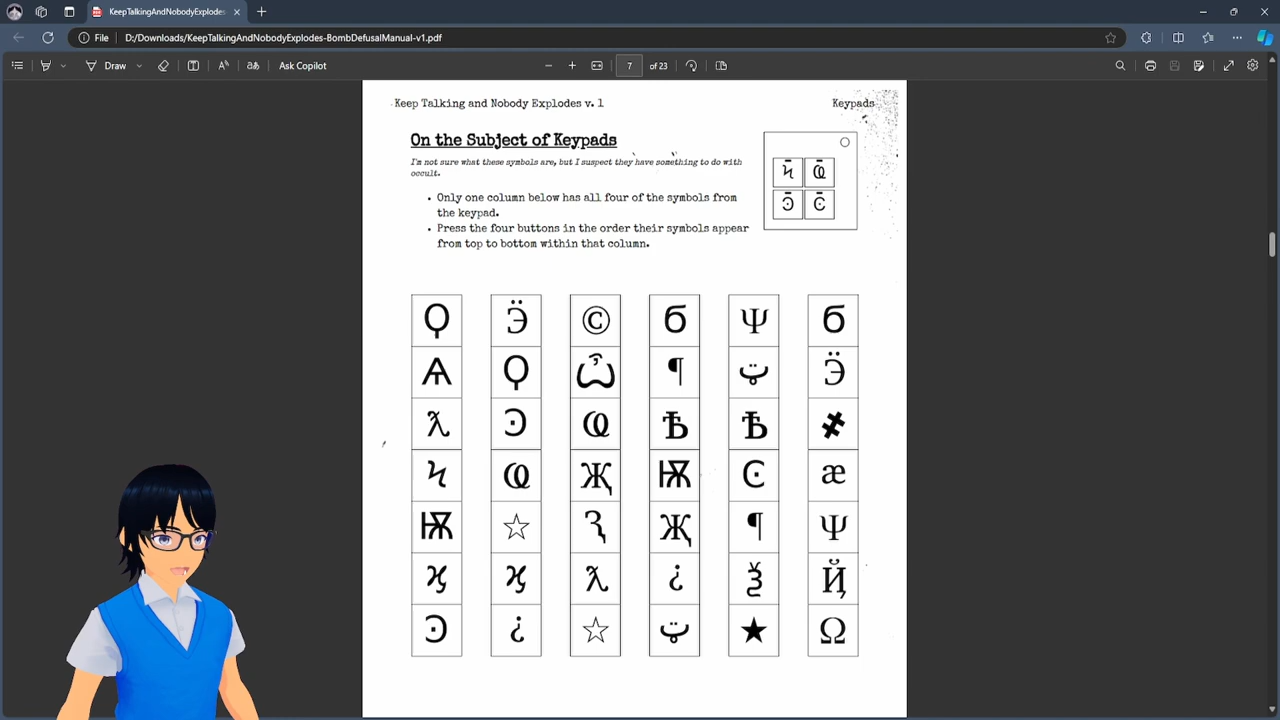 KeepTalkingAndNobodyExplodes
File D:/Downloads/KeepTalkingAndNobodyExplodes-BombDefusalManual-v1.pdf
Draw Ask Copilot 7 of 23
Keep Talking and Nobody Explodes v. 1 Keypads
On the Subject of Keypads
I'm not sure what these symbols are, but I suspect they have something to do with
occult.
• Only one column below has all four of the symbols from
the keypad.
• Press the four buttons in the order their symbols appear
from top to bottom within that column.
Ϟ Ҩ
Ͽ Ͼ
Ϙ Ӭ © б Ψ б
Ѧ Ϙ Ѽ ¶ ټ Ӭ
ƛ Ͽ Ҩ Ѣ Ѣ ҂
Ϟ Ҩ Җ Ѭ Ͼ æ
Ѭ ☆ Ԇ Җ ¶ Ψ
ϗ ϗ ƛ ¿ Ѯ Ҋ
Ͽ ¿ ☆ ټ ★ Ω